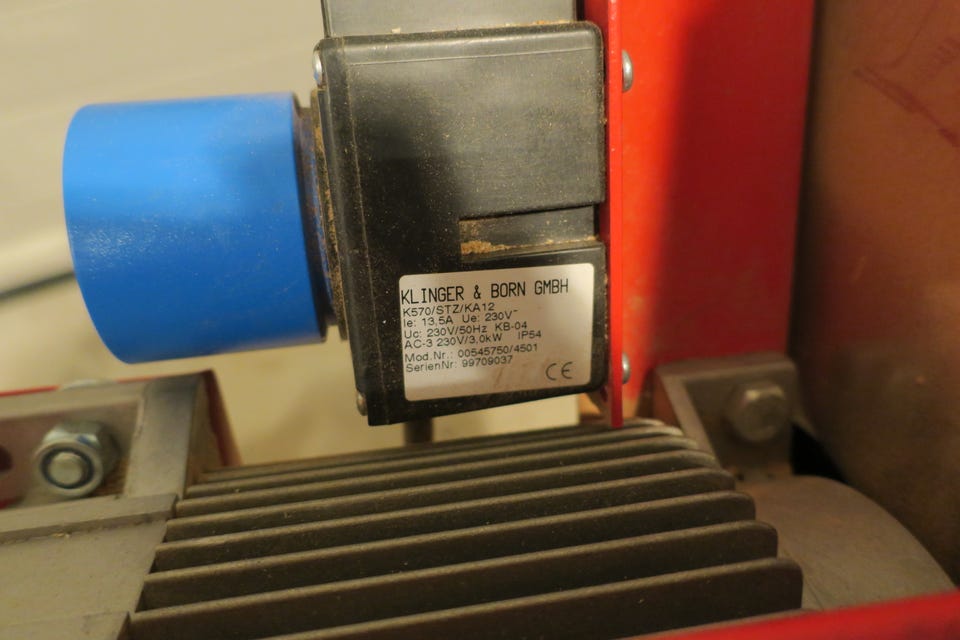 KLINGER & BORN GMBH
K570/STZ/KA12
Ie: 13,5A Ue: 230V~
Uc: 230V/50Hz KB-04
AC-3 230V/3,0kW IP54
Mod.Nr.: 00545750/4501
SerienNr: 99709037
CE